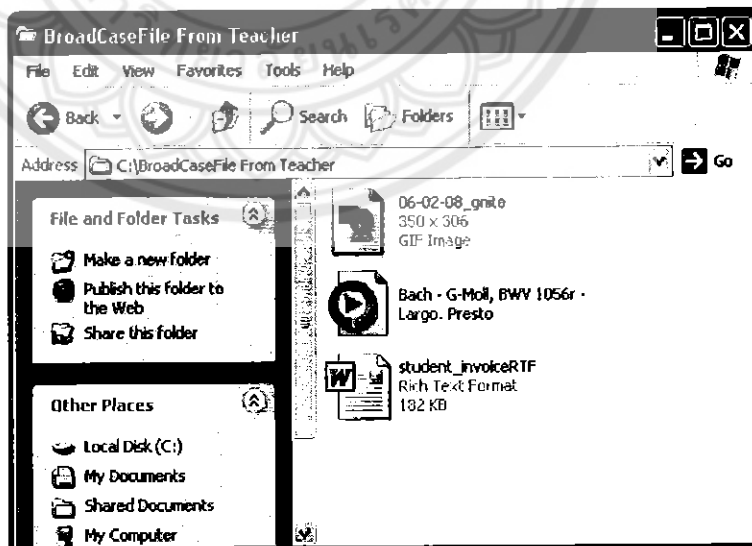 BroadCaseFile From Teacher
File Edit View Favorites Tools Help
Back Search Folders
Address C:\BroadCaseFile From Teacher Go
File and Folder Tasks
Make a new folder
Publish this folder to
the Web
Share this folder
Other Places
Local Disk (C:)
My Documents
Shared Documents
My Computer
06-02-08_gnite
350 x 306
GIF Image
Bach - G-Moll, BWV 1056r -
Largo. Presto
student_invoiceRTF
Rich Text Format
182 KB